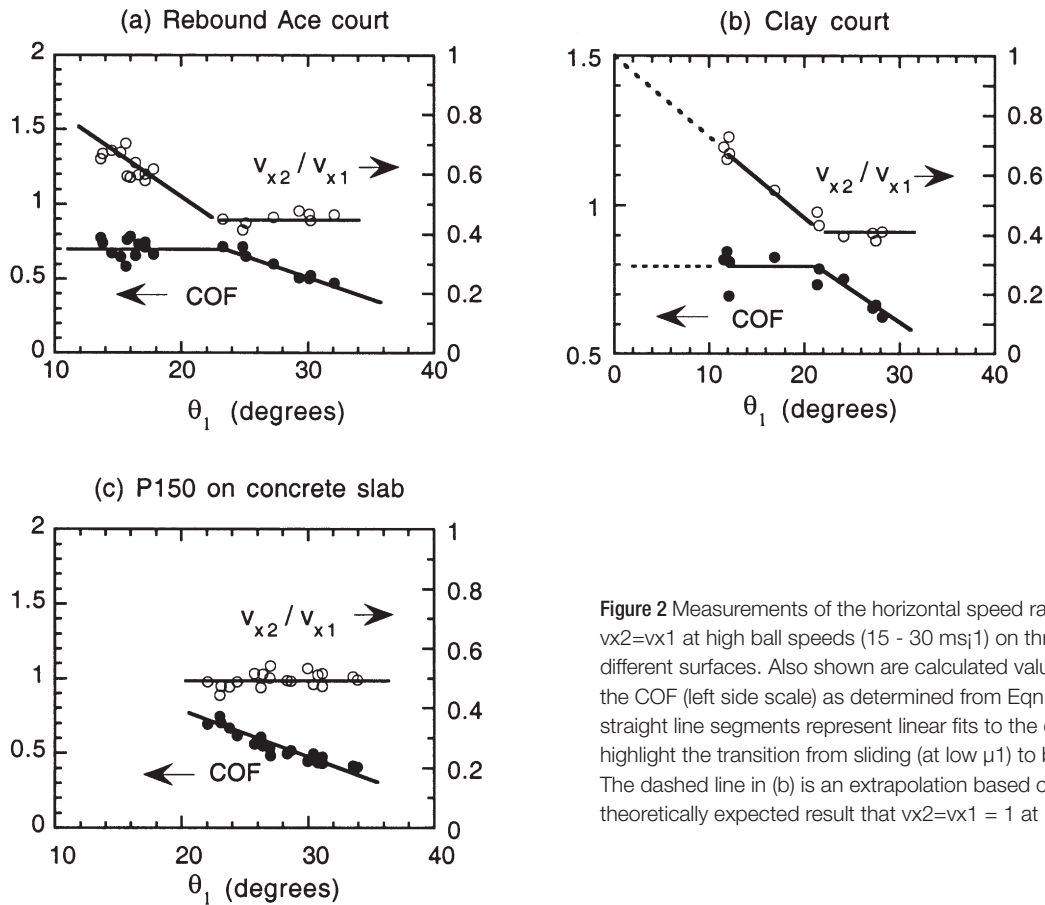 (a) Rebound Ace court
2
1.5
1
0.5
0
1
0.8
0.6
0.4
0.2
0
v x2 / v x1
COF
10 20 30 40
θ1 (degrees)
(b) Clay court
1.5
1
0.5
1
0.8
0.6
0.4
0.2
0
v x2 / v x1
COF
0 10 20 30 40
θ1 (degrees)
(c) P150 on concrete slab
2
1.5
1
0.5
0
1
0.8
0.6
0.4
0.2
0
v x2 / v x1
COF
10 20 30 40
θ1 (degrees)
Figure 2 Measurements of the horizontal speed ra
vx2=vx1 at high ball speeds (15 - 30 ms¡1) on th
different surfaces. Also shown are calculated valu
the COF (left side scale) as determined from Eqn
straight line segments represent linear fits to the
highlight the transition from sliding (at low µ1) to b
The dashed line in (b) is an extrapolation based o
theoretically expected result that vx2=vx1 = 1 at